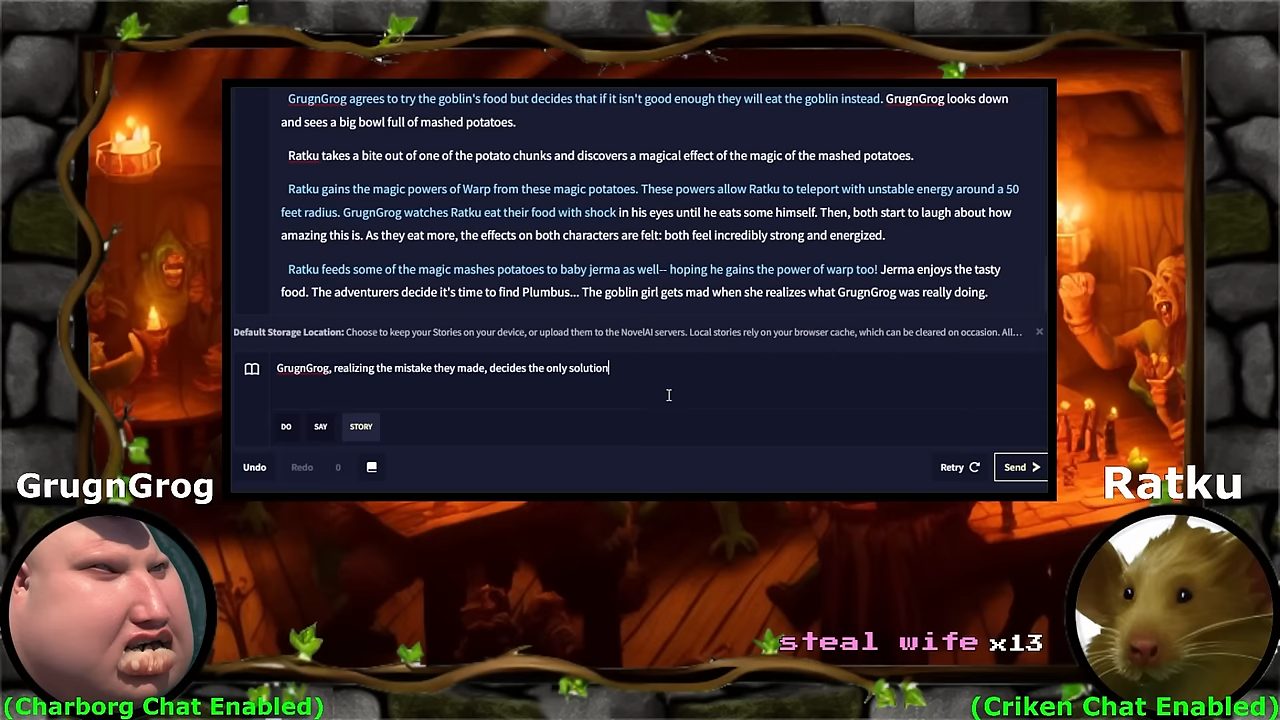 GrugnGrog agrees to try the goblin's food but decides that if it isn't good enough they will eat the goblin instead. GrugnGrog looks down
and sees a big bowl full of mashed potatoes.
Ratku takes a bite out of one of the potato chunks and discovers a magical effect of the magic of the mashed potatoes.
Ratku gains the magic powers of Warp from these magic potatoes. These powers allow Ratku to teleport with unstable energy around a 50
feet radius. GrugnGrog watches Ratku eat their food with shock in his eyes until he eats some himself. Then, both start to laugh about how
amazing this is. As they eat more, the effects on both characters are felt: both feel incredibly strong and energized.
Ratku feeds some of the magic mashes potatoes to baby jerma as well-- hoping he gains the power of warp too! Jerma enjoys the tasty
food. The adventurers decide it's time to find Plumbus... The goblin girl gets mad when she realizes what GrugnGrog was really doing.
Default Storage Location: Choose to keep your Stories on your device, or upload them to the NovelAI servers. Local stories rely on your browser cache, which can be cleared on occasion. All...
GrugnGrog, realizing the mistake they made, decides the only solution
DO SAY STORY
Undo Redo 0 Retry Send
GrugnGrog
Ratku
steal wife x13
(Charborg Chat Enabled)
(Criken Chat Enabled)